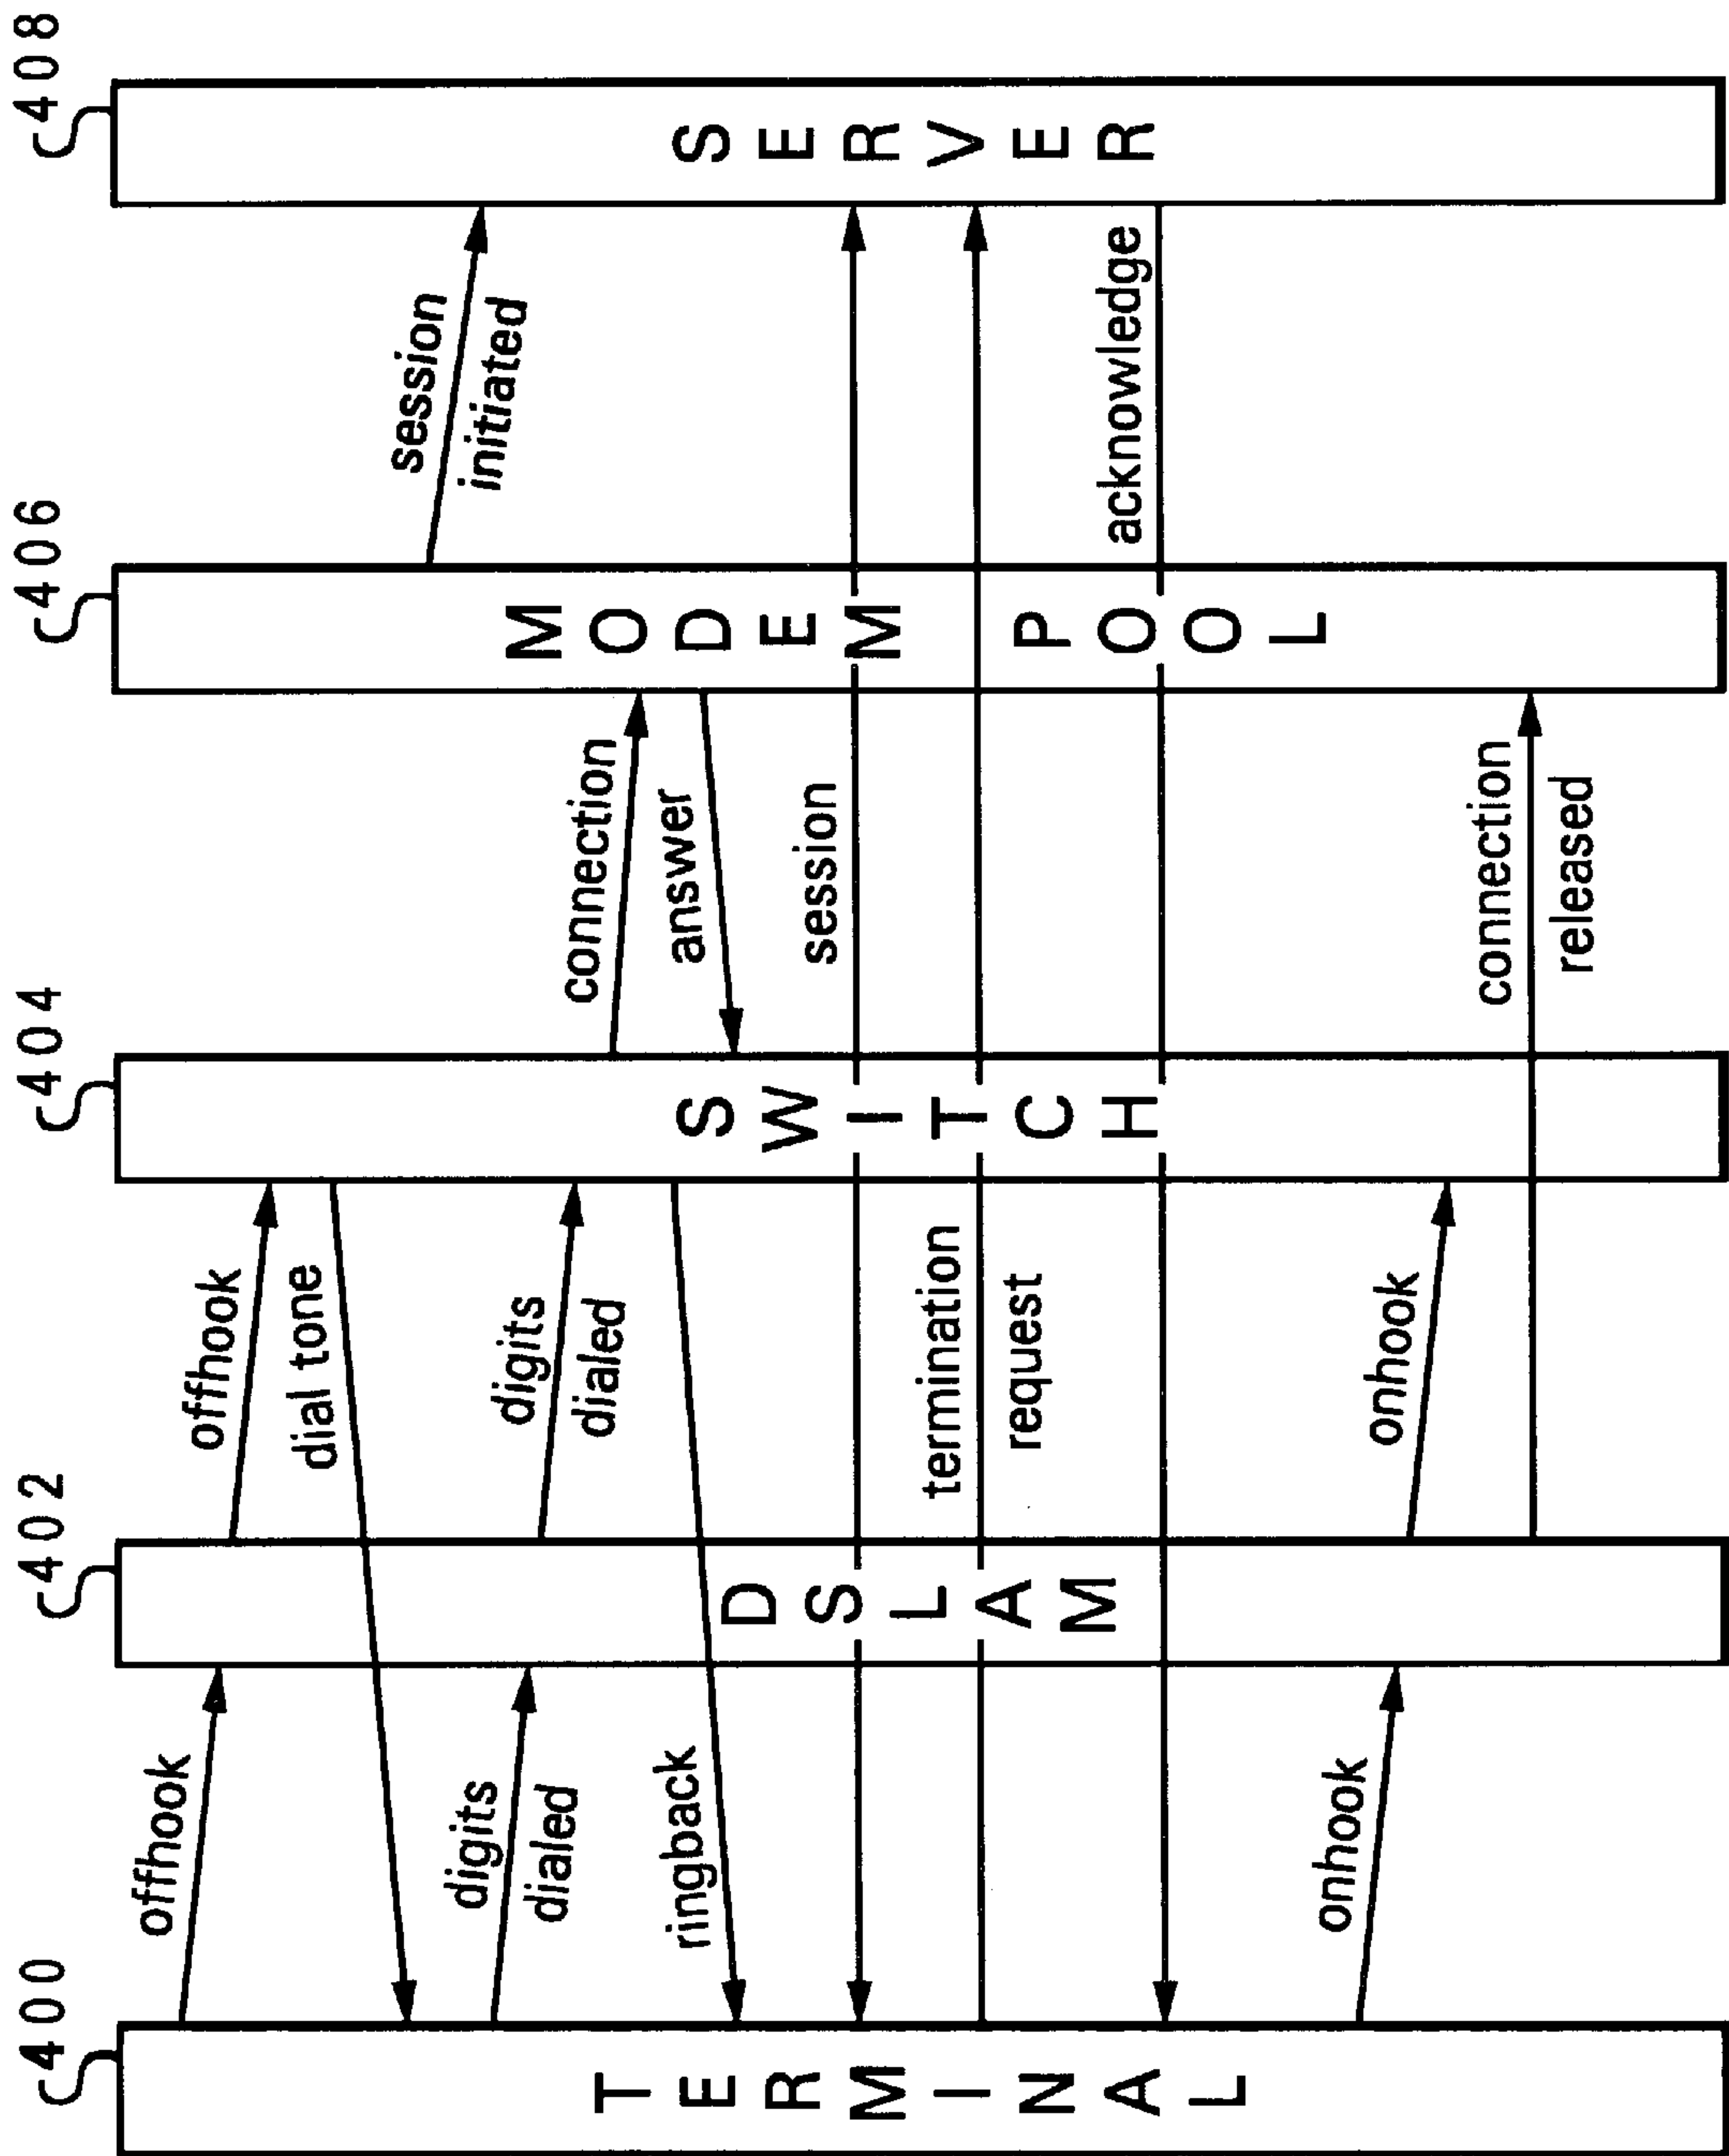 400
402
404
406
408
TERMINAL
DSLAM
SWITCH
MODEM POOL
SERVER
offhook
offhook
dial tone
session
initiated
digits
dialed
digits
dialed
connection
ringback
answer
session
termination
request
acknowledge
onhook
onhook
connection
released